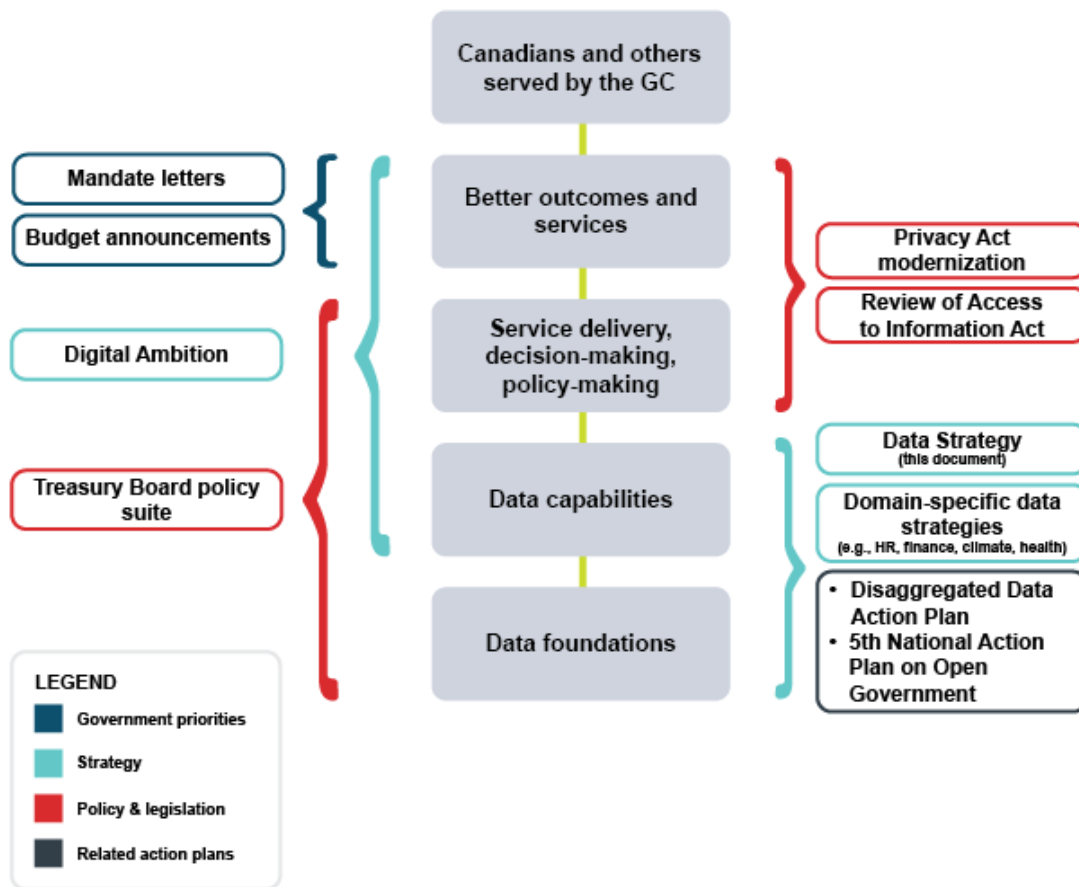 Canadians and others
served by the GC
Mandate letters
Budget announcements
Digital Ambition
Treasury Board policy
suite
Better outcomes and
services
Service delivery,
decision-making,
policy-making
Data capabilities
Data foundations
Privacy Act
modernization
Review of Access
to Information Act
Data Strategy
(this document)
Domain-specific data
strategies
(e.g., HR, finance, climate, health)
• Disaggregated Data
Action Plan
• 5th National Action
Plan on Open
Government
LEGEND
Government priorities
Strategy
Policy & legislation
Related action plans